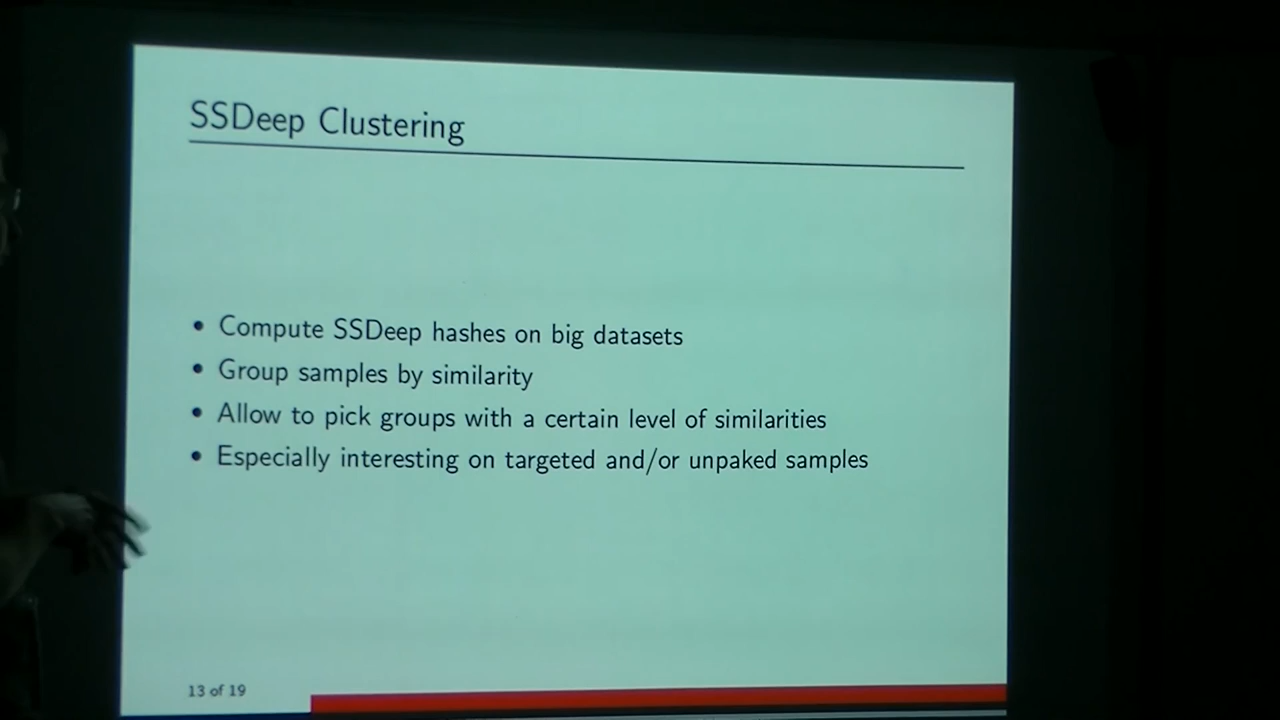 SSDeep Clustering
• Compute SSDeep hashes on big datasets
• Group samples by similarity
• Allow to pick groups with a certain level of similarities
• Especially interesting on targeted and/or unpaked samples
13 of 19